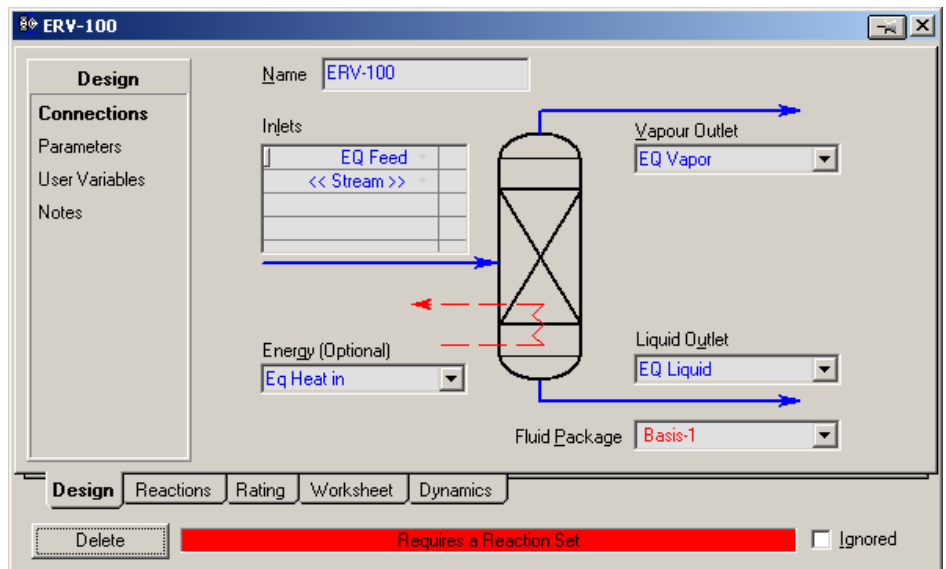 ERV-100
Design
Connections
Parameters
User Variables
Notes
Name ERV-100
Inlets
EQ Feed
<< Stream >>
Vapour Outlet
EQ Vapor
Energy (Optional)
Eq Heat in
Liquid Outlet
EQ Liquid
Fluid Package Basis-1
Design Reactions Rating Worksheet Dynamics
Delete Requires a Reaction Set Ignored